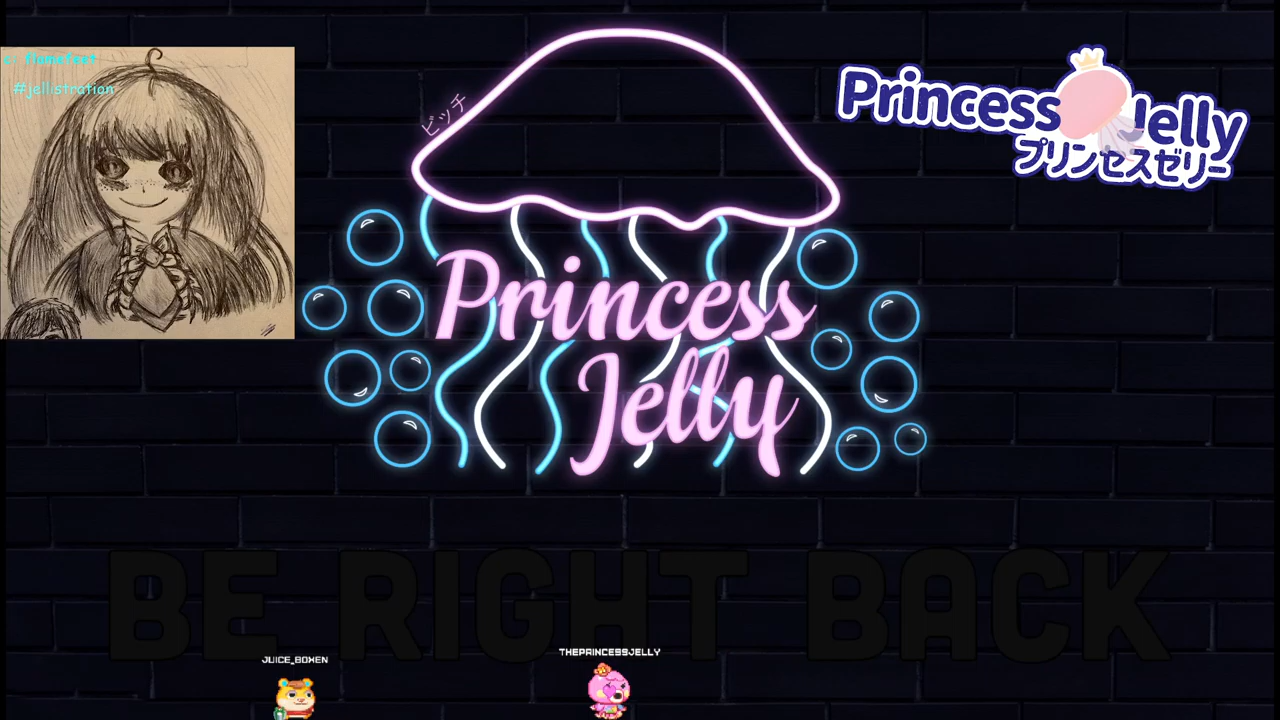 c: flamefeet
#jellistration
ビッチ
Princess
Jelly
Princess Jelly
プリンセスゼリー
BE RIGHT BACK
JUICE_BOXEN
THEPRINCESSJELLY